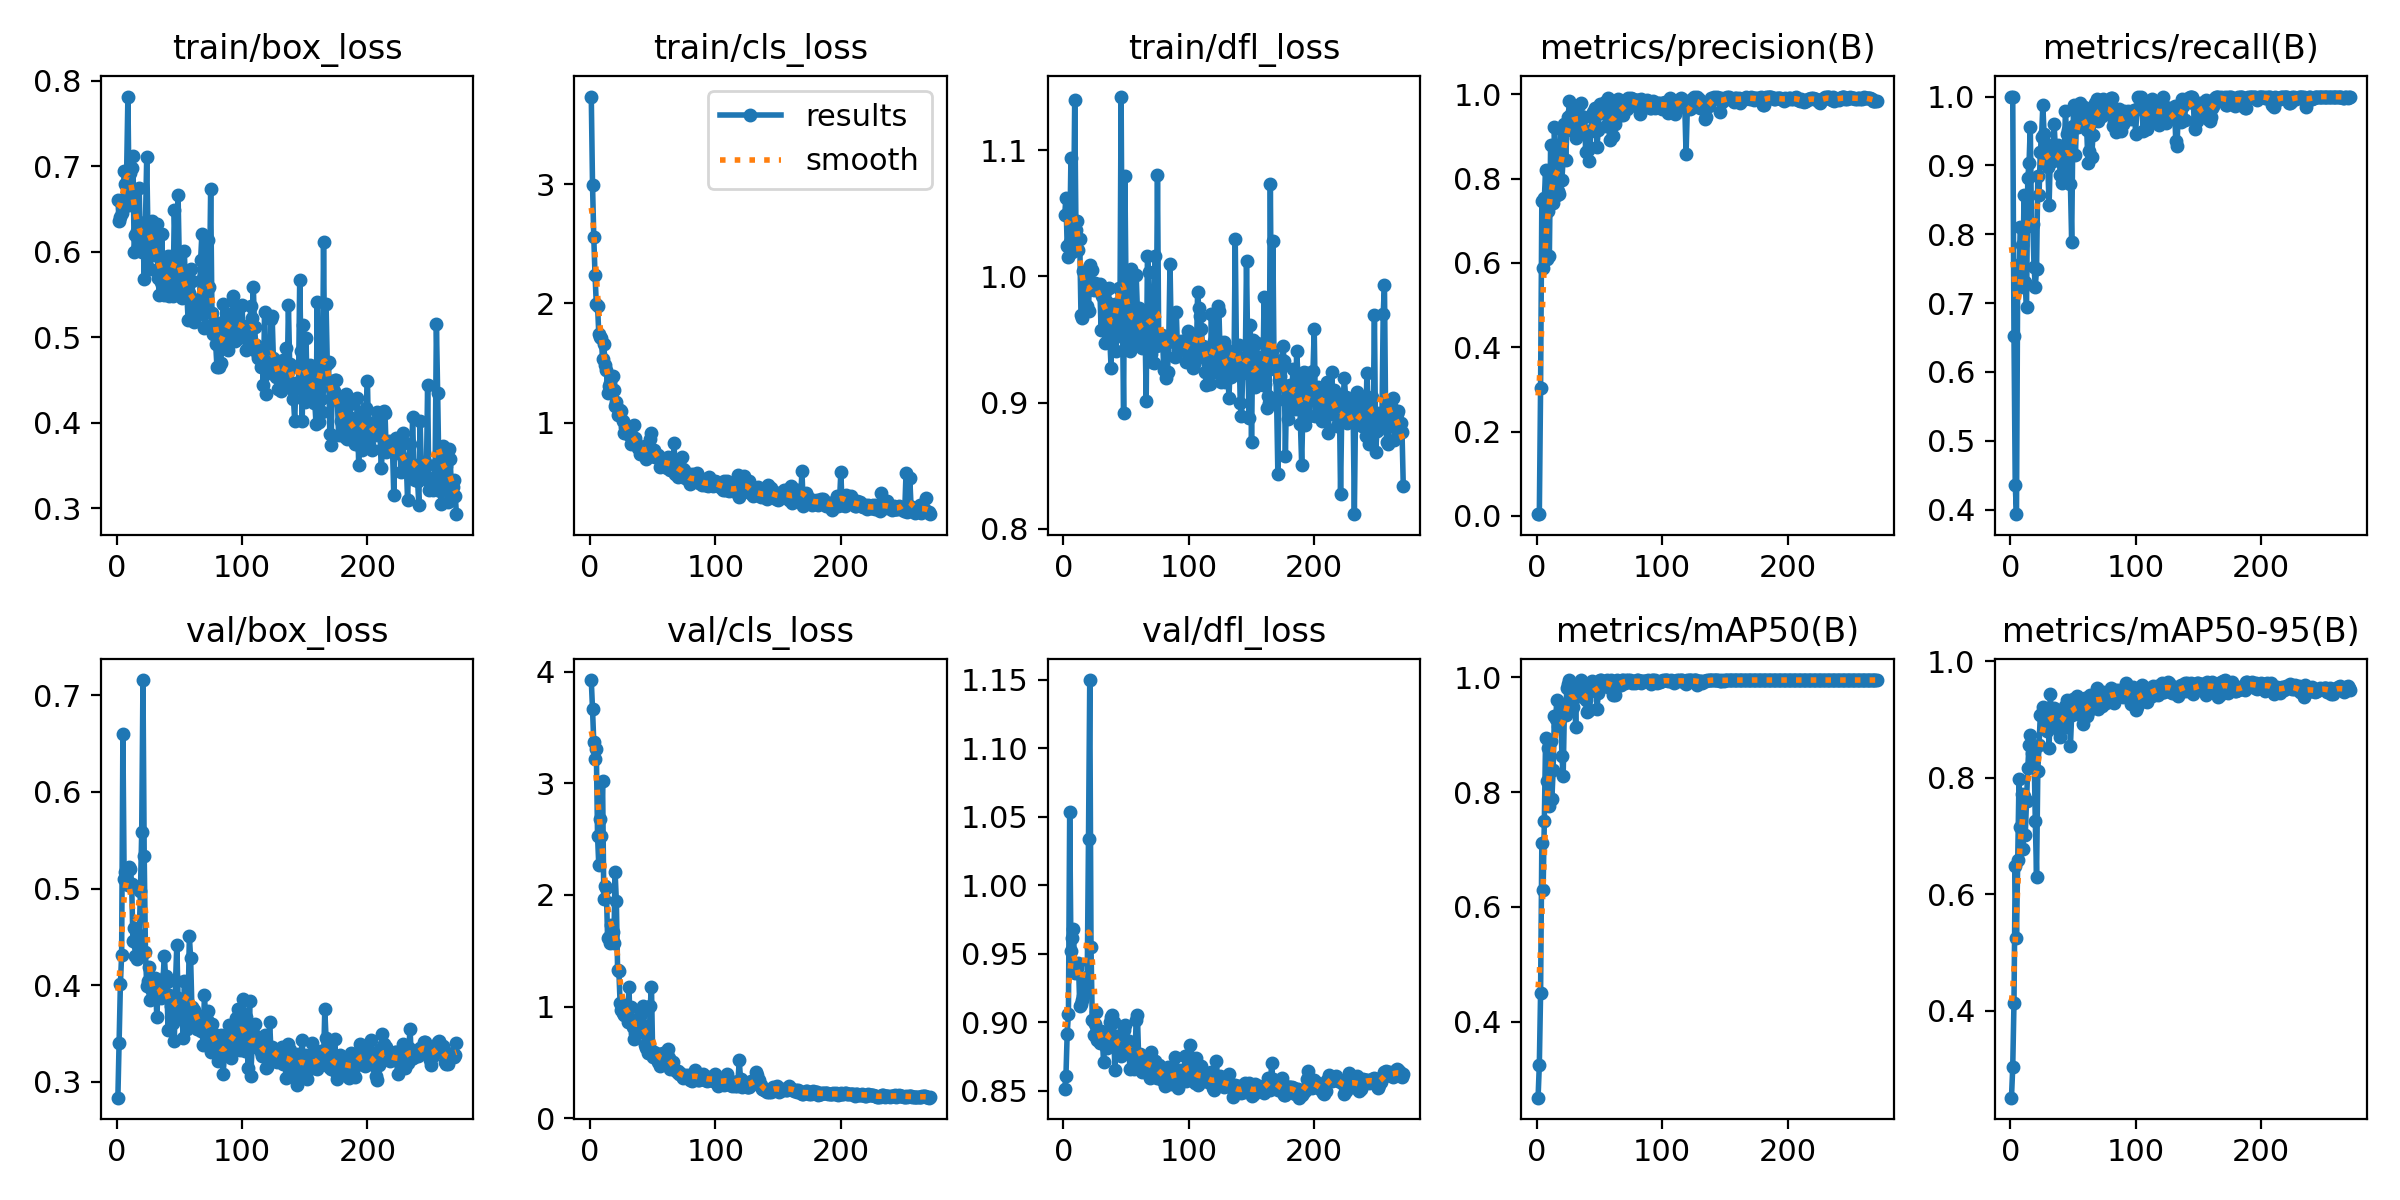 train/box_loss
0.8
0.7
0.6
0.5
0.4
0.3
0 100 200
train/cls_loss
results
smooth
3
2
1
0 100 200
train/dfl_loss
1.1
1.0
0.9
0.8
0 100 200
metrics/precision(B)
1.0
0.8
0.6
0.4
0.2
0.0
0 100 200
metrics/recall(B)
1.0
0.9
0.8
0.7
0.6
0.5
0.4
0 100 200
val/box_loss
0.7
0.6
0.5
0.4
0.3
0 100 200
val/cls_loss
4
3
2
1
0
0 100 200
val/dfl_loss
1.15
1.10
1.05
1.00
0.95
0.90
0.85
0 100 200
metrics/mAP50(B)
1.0
0.8
0.6
0.4
0 100 200
metrics/mAP50-95(B)
1.0
0.8
0.6
0.4
0 100 200